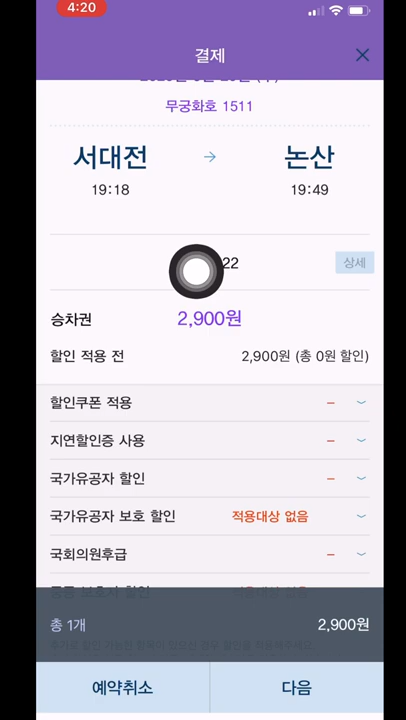 4:20
결제
무궁화호 1511
서대전 → 논산
19:18 19:49
22 상세
승차권 2,900원
할인 적용 전 2,900원 (총 0원 할인)
할인쿠폰 적용 –
지연할인증 사용 –
국가유공자 할인 –
국가유공자 보호 할인 적용대상 없음
국회의원후급 –
총 1개 2,900원
예약취소 다음